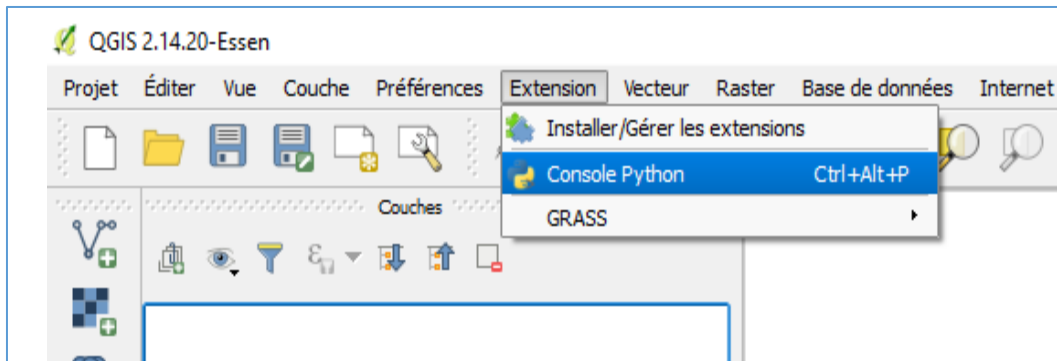 QGIS 2.14.20-Essen
Projet Éditer Vue Couche Préférences Extension Vecteur Raster Base de données Internet
Installer/Gérer les extensions
Console Python Ctrl+Alt+P
GRASS
Couches